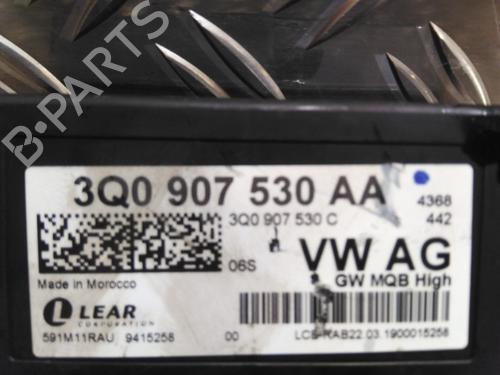 B-PARTS
3Q0 907 530 AA
4368
3Q0 907 530 C
442
VW AG
06S
GW MQB High
Made in Morocco
LEAR
CORPORATION
591M11RAU 9415258 00 LCS-RAB22.03.1900015258